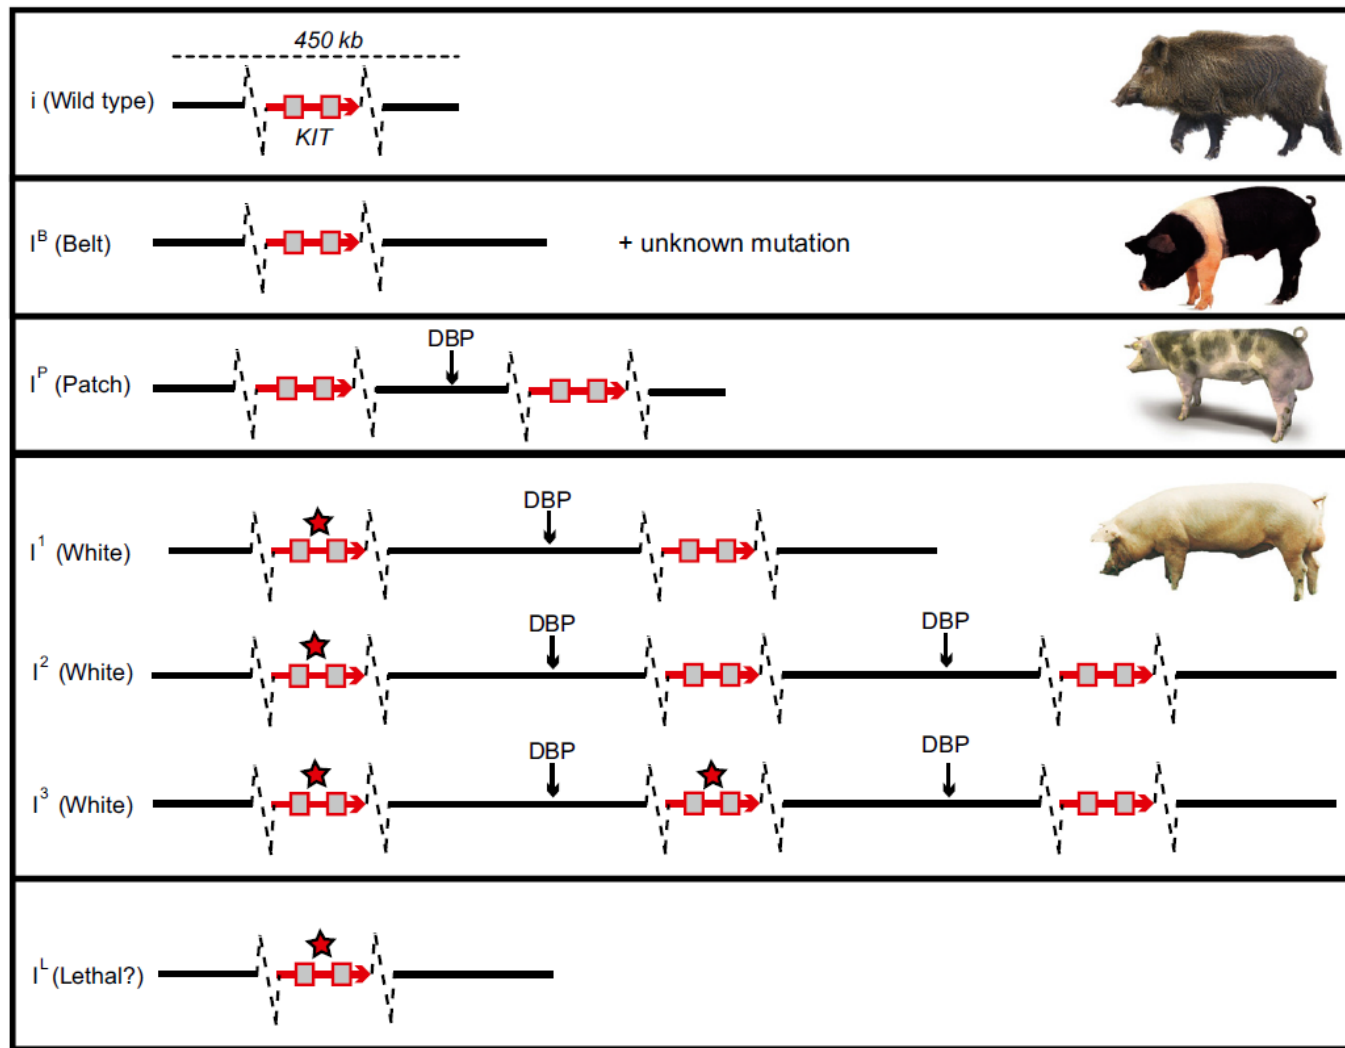 450 kb
i (Wild type)
KIT
I^B (Belt)
+ unknown mutation
DBP
I^P (Patch)
DBP
I^1 (White)
DBP
DBP
I^2 (White)
DBP
DBP
I^3 (White)
I^L (Lethal?)